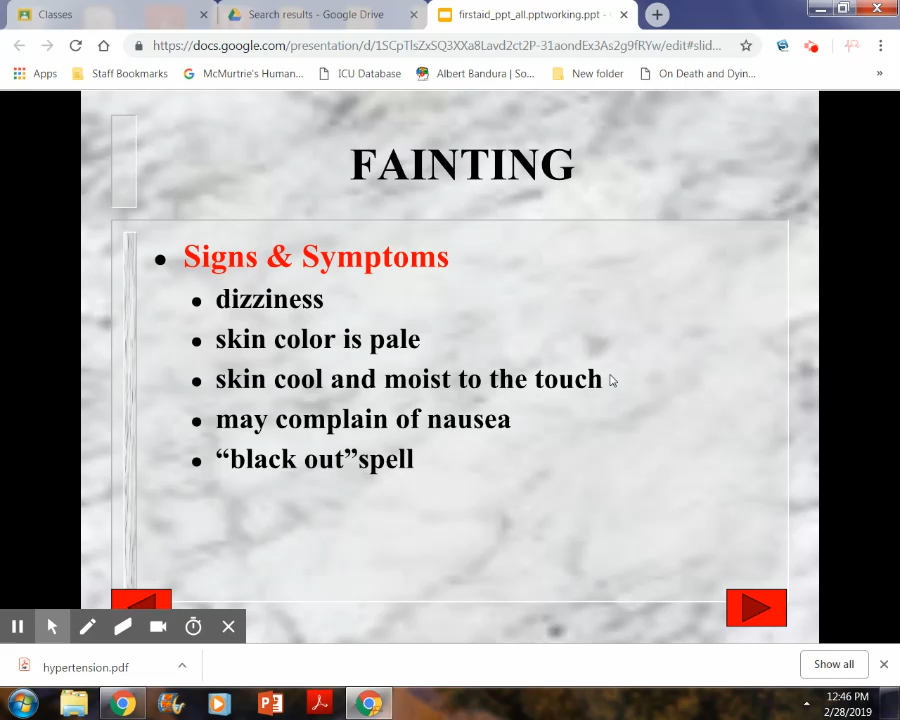 Classes
Search results - Google Drive
firstaid_ppt_all.pptworking.ppt -
https://docs.google.com/presentation/d/1SCpTlsZxSQ3XXa8Lavd2ct2P-31aondEx3As2g9fRYw/edit#slid...
Apps Staff Bookmarks McMurtrie's Human... ICU Database Albert Bandura | So... New folder On Death and Dyin... »
FAINTING
• Signs & Symptoms
• dizziness
• skin color is pale
• skin cool and moist to the touch
• may complain of nausea
• “black out”spell
hypertension.pdf
Show all
12:46 PM
2/28/2019